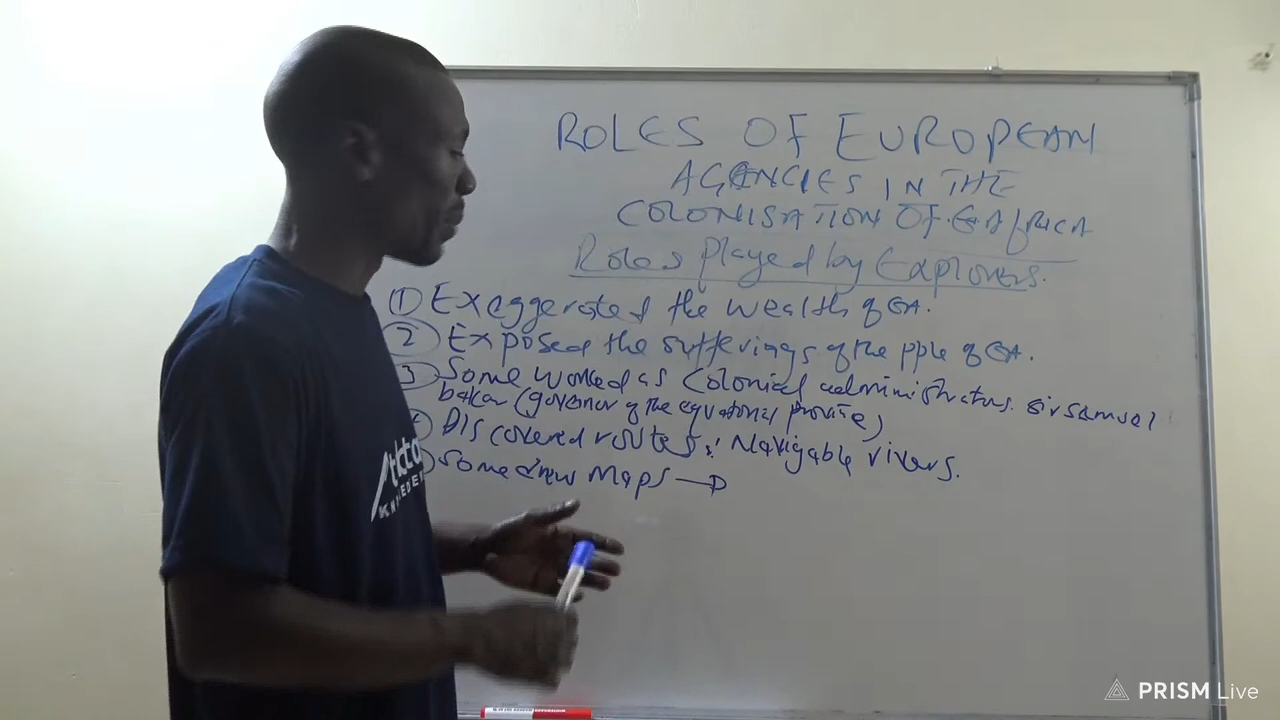 ROLES OF EUROPEAN
AGENCIES IN THE
COLONISATION OF E. AFRICA
Roles played by Explorers.
① Exaggerated the wealth of EA.
② Exposed the sufferings of the pple of EA.
③ Some worked as colonial administrators. sir samuel
baker (governor of the equatorial province)
Discovered routes: Navigable rivers.
Some drew Maps →
PRISM Live